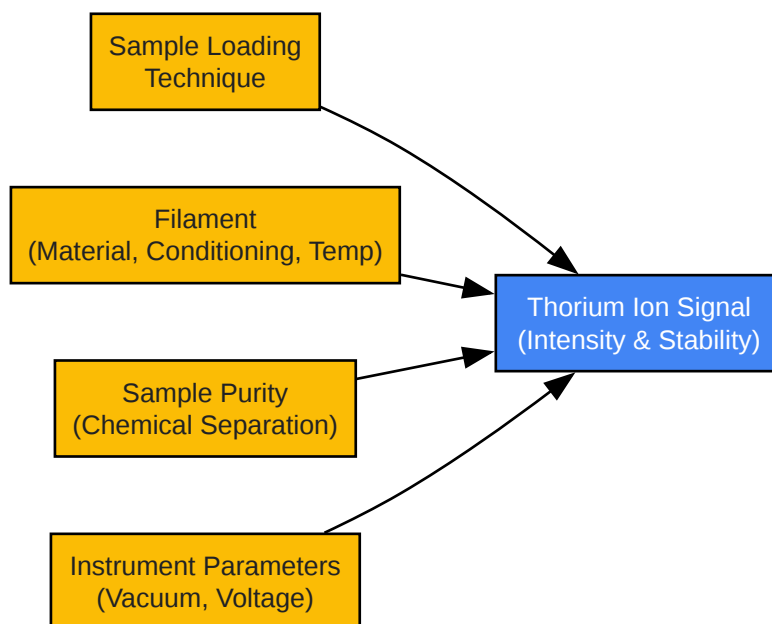 Sample Loading
Technique
Filament
(Material, Conditioning, Temp)
Thorium Ion Signal
(Intensity & Stability)
Sample Purity
(Chemical Separation)
Instrument Parameters
(Vacuum, Voltage)